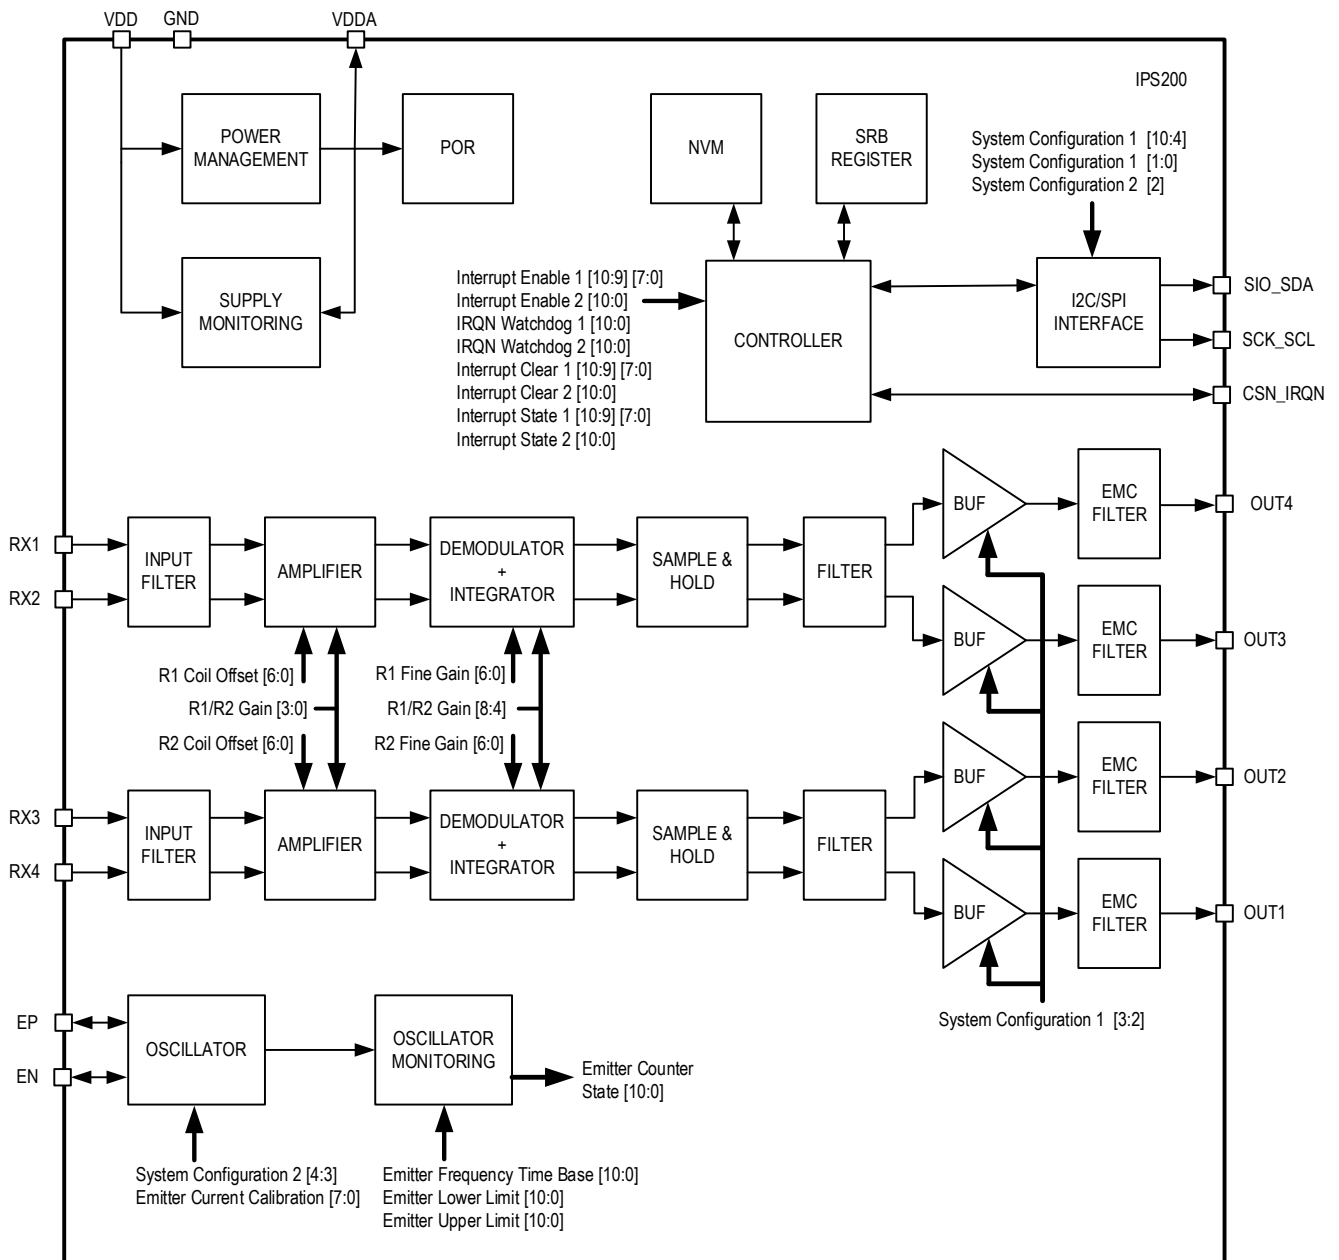 VDD
GND
VDDA
IPS200
POWER
MANAGEMENT
POR
NVM
SRB
REGISTER
System Configuration 1 [10:4]
System Configuration 1 [1:0]
System Configuration 2 [2]
SUPPLY
MONITORING
Interrupt Enable 1 [10:9] [7:0]
Interrupt Enable 2 [10:0]
IRQN Watchdog 1 [10:0]
IRQN Watchdog 2 [10:0]
Interrupt Clear 1 [10:9] [7:0]
Interrupt Clear 2 [10:0]
Interrupt State 1 [10:9] [7:0]
Interrupt State 2 [10:0]
CONTROLLER
I2C/SPI
INTERFACE
SIO_SDA
SCK_SCL
CSN_IRQN
RX1
RX2
INPUT
FILTER
AMPLIFIER
DEMODULATOR
+
INTEGRATOR
SAMPLE &
HOLD
FILTER
BUF
EMC
FILTER
OUT4
BUF
EMC
FILTER
OUT3
R1 Coil Offset [6:0]
R1/R2 Gain [3:0]
R2 Coil Offset [6:0]
R1 Fine Gain [6:0]
R1/R2 Gain [8:4]
R2 Fine Gain [6:0]
RX3
RX4
INPUT
FILTER
AMPLIFIER
DEMODULATOR
+
INTEGRATOR
SAMPLE &
HOLD
FILTER
BUF
EMC
FILTER
OUT2
BUF
EMC
FILTER
OUT1
System Configuration 1 [3:2]
EP
EN
OSCILLATOR
OSCILLATOR
MONITORING
Emitter Counter
State [10:0]
System Configuration 2 [4:3]
Emitter Current Calibration [7:0]
Emitter Frequency Time Base [10:0]
Emitter Lower Limit [10:0]
Emitter Upper Limit [10:0]